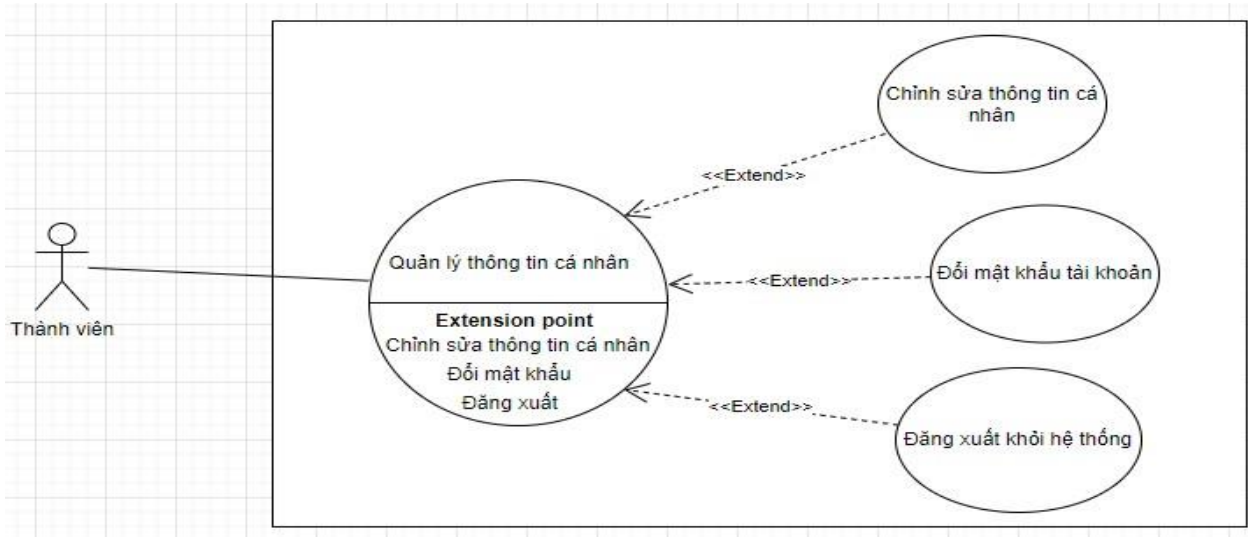 Chỉnh sửa thông tin cá
nhân
<<Extend>>
Quản lý thông tin cá nhân
<<Extend>>
Đổi mật khẩu tài khoản
Thành viên
Extension point
Chỉnh sửa thông tin cá nhân
Đổi mật khẩu
Đăng xuất
<<Extend>>
Đăng xuất khỏi hệ thống